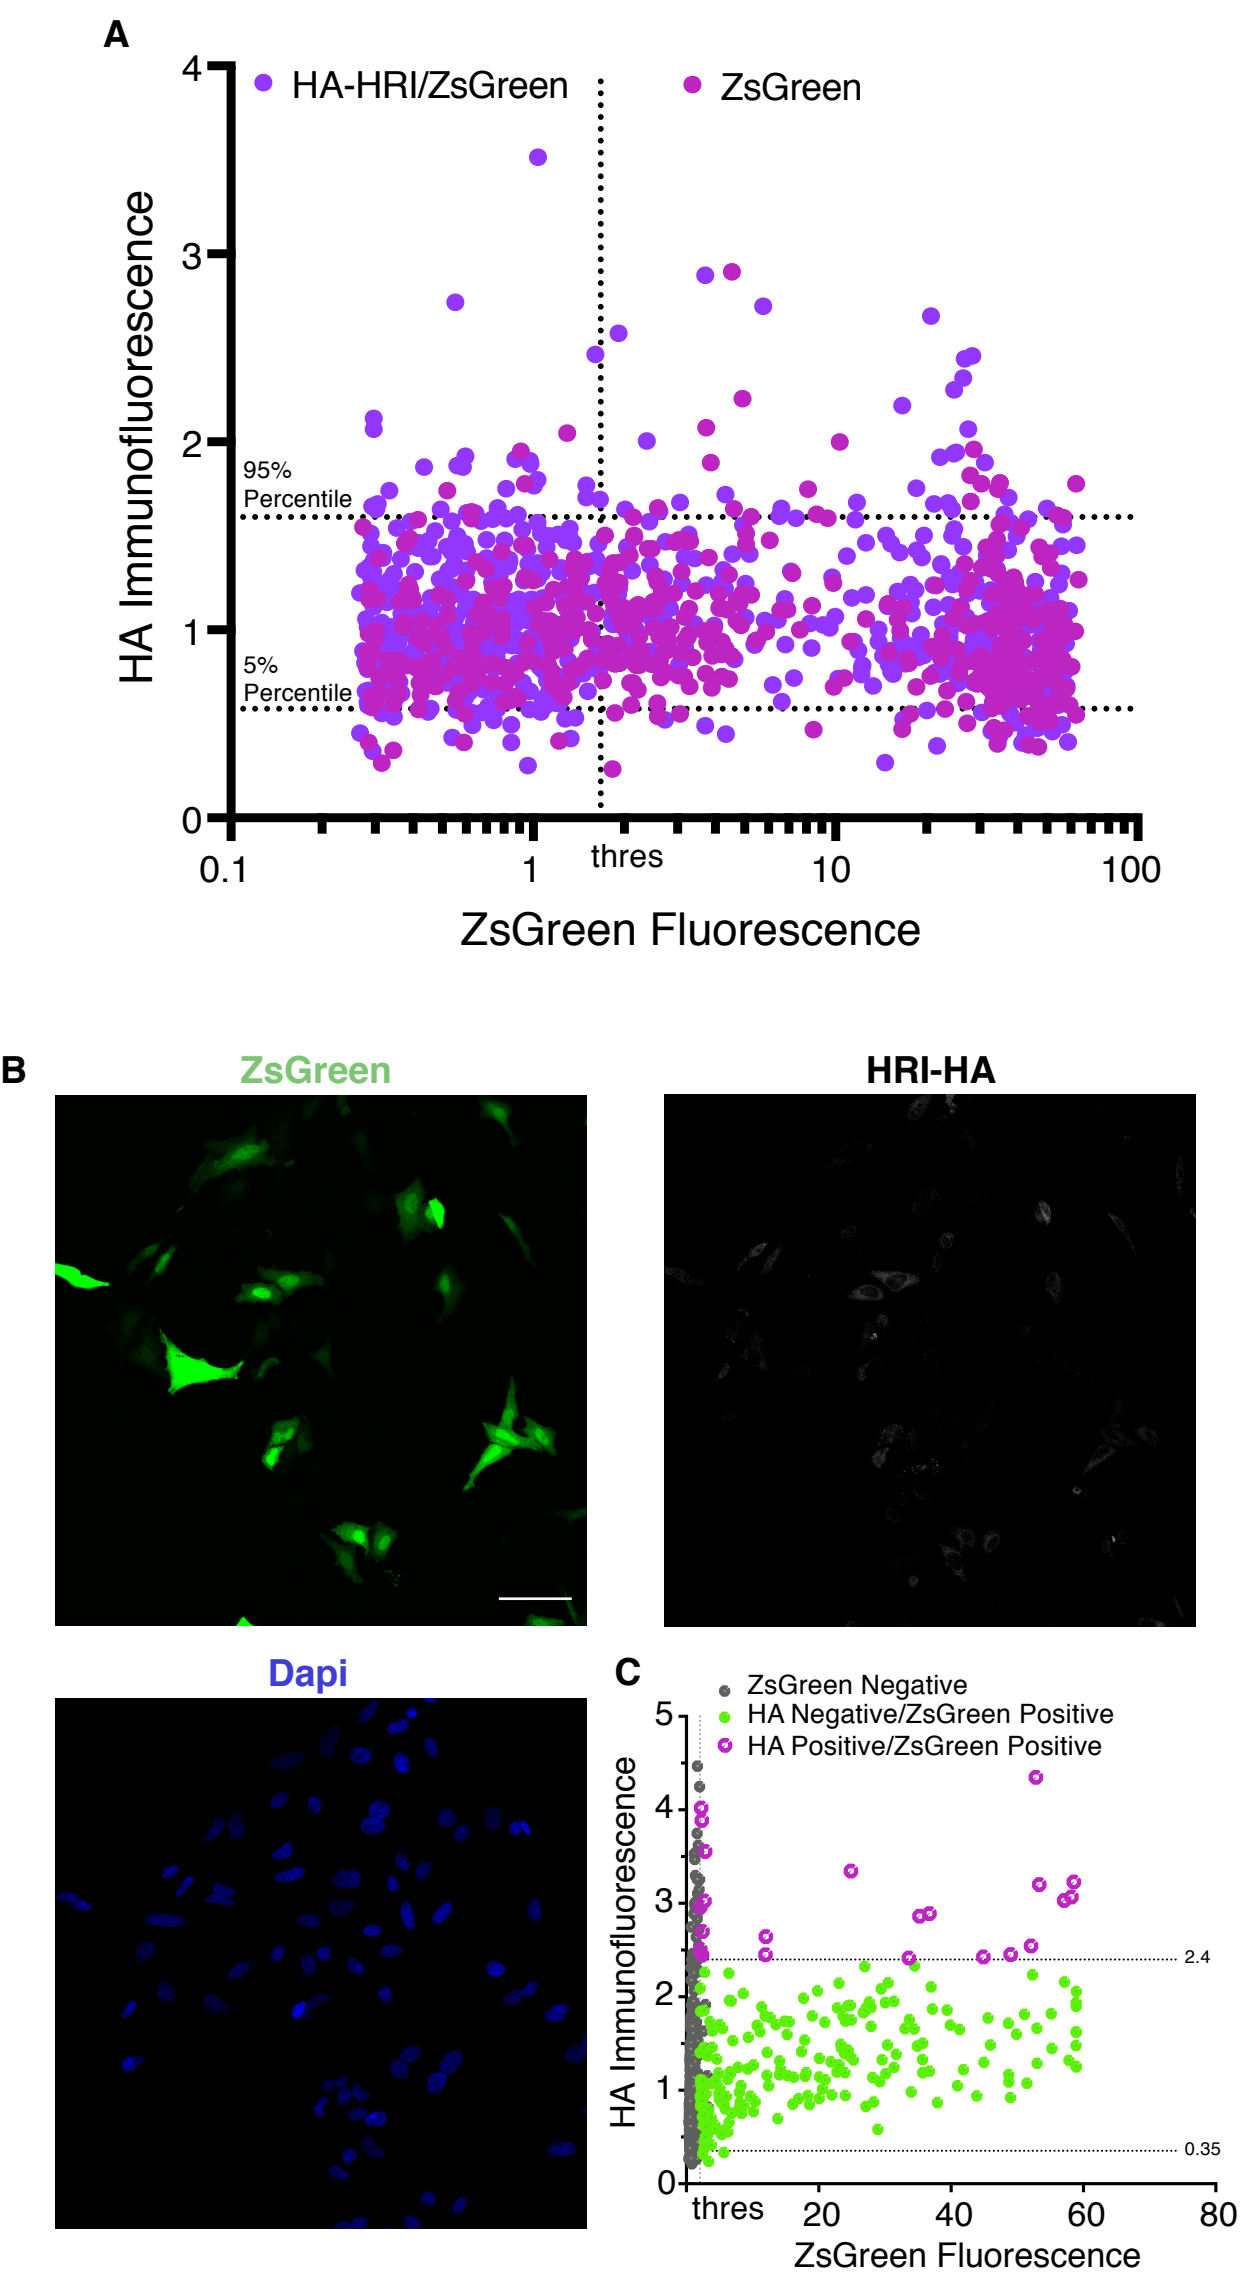 A
4
HA-HRI/ZsGreen
ZsGreen
3
2
1
0
HA Immunofluorescence
95%
Percentile
5%
Percentile
0.1
1
thres
10
100
ZsGreen Fluorescence
B
ZsGreen
HRI-HA
Dapi
C
ZsGreen Negative
HA Negative/ZsGreen Positive
HA Positive/ZsGreen Positive
5
4
3
2
1
0
HA Immunofluorescence
2.4
0.35
thres
20
40
60
80
ZsGreen Fluorescence